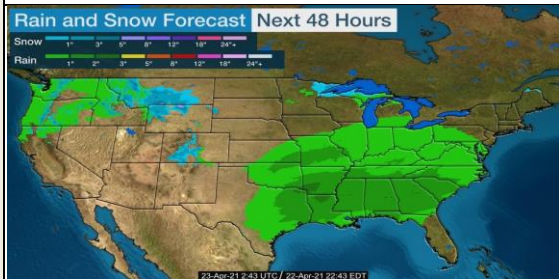 Rain and Snow Forecast Next 48 Hours
Snow
1" 3" 5" 8" 12" 18" 24"+
Rain
1" 2" 3" 5" 8" 12" 18" 24"+
23-Apr-21 2:43 UTC / 22-Apr-21 22:43 EDT